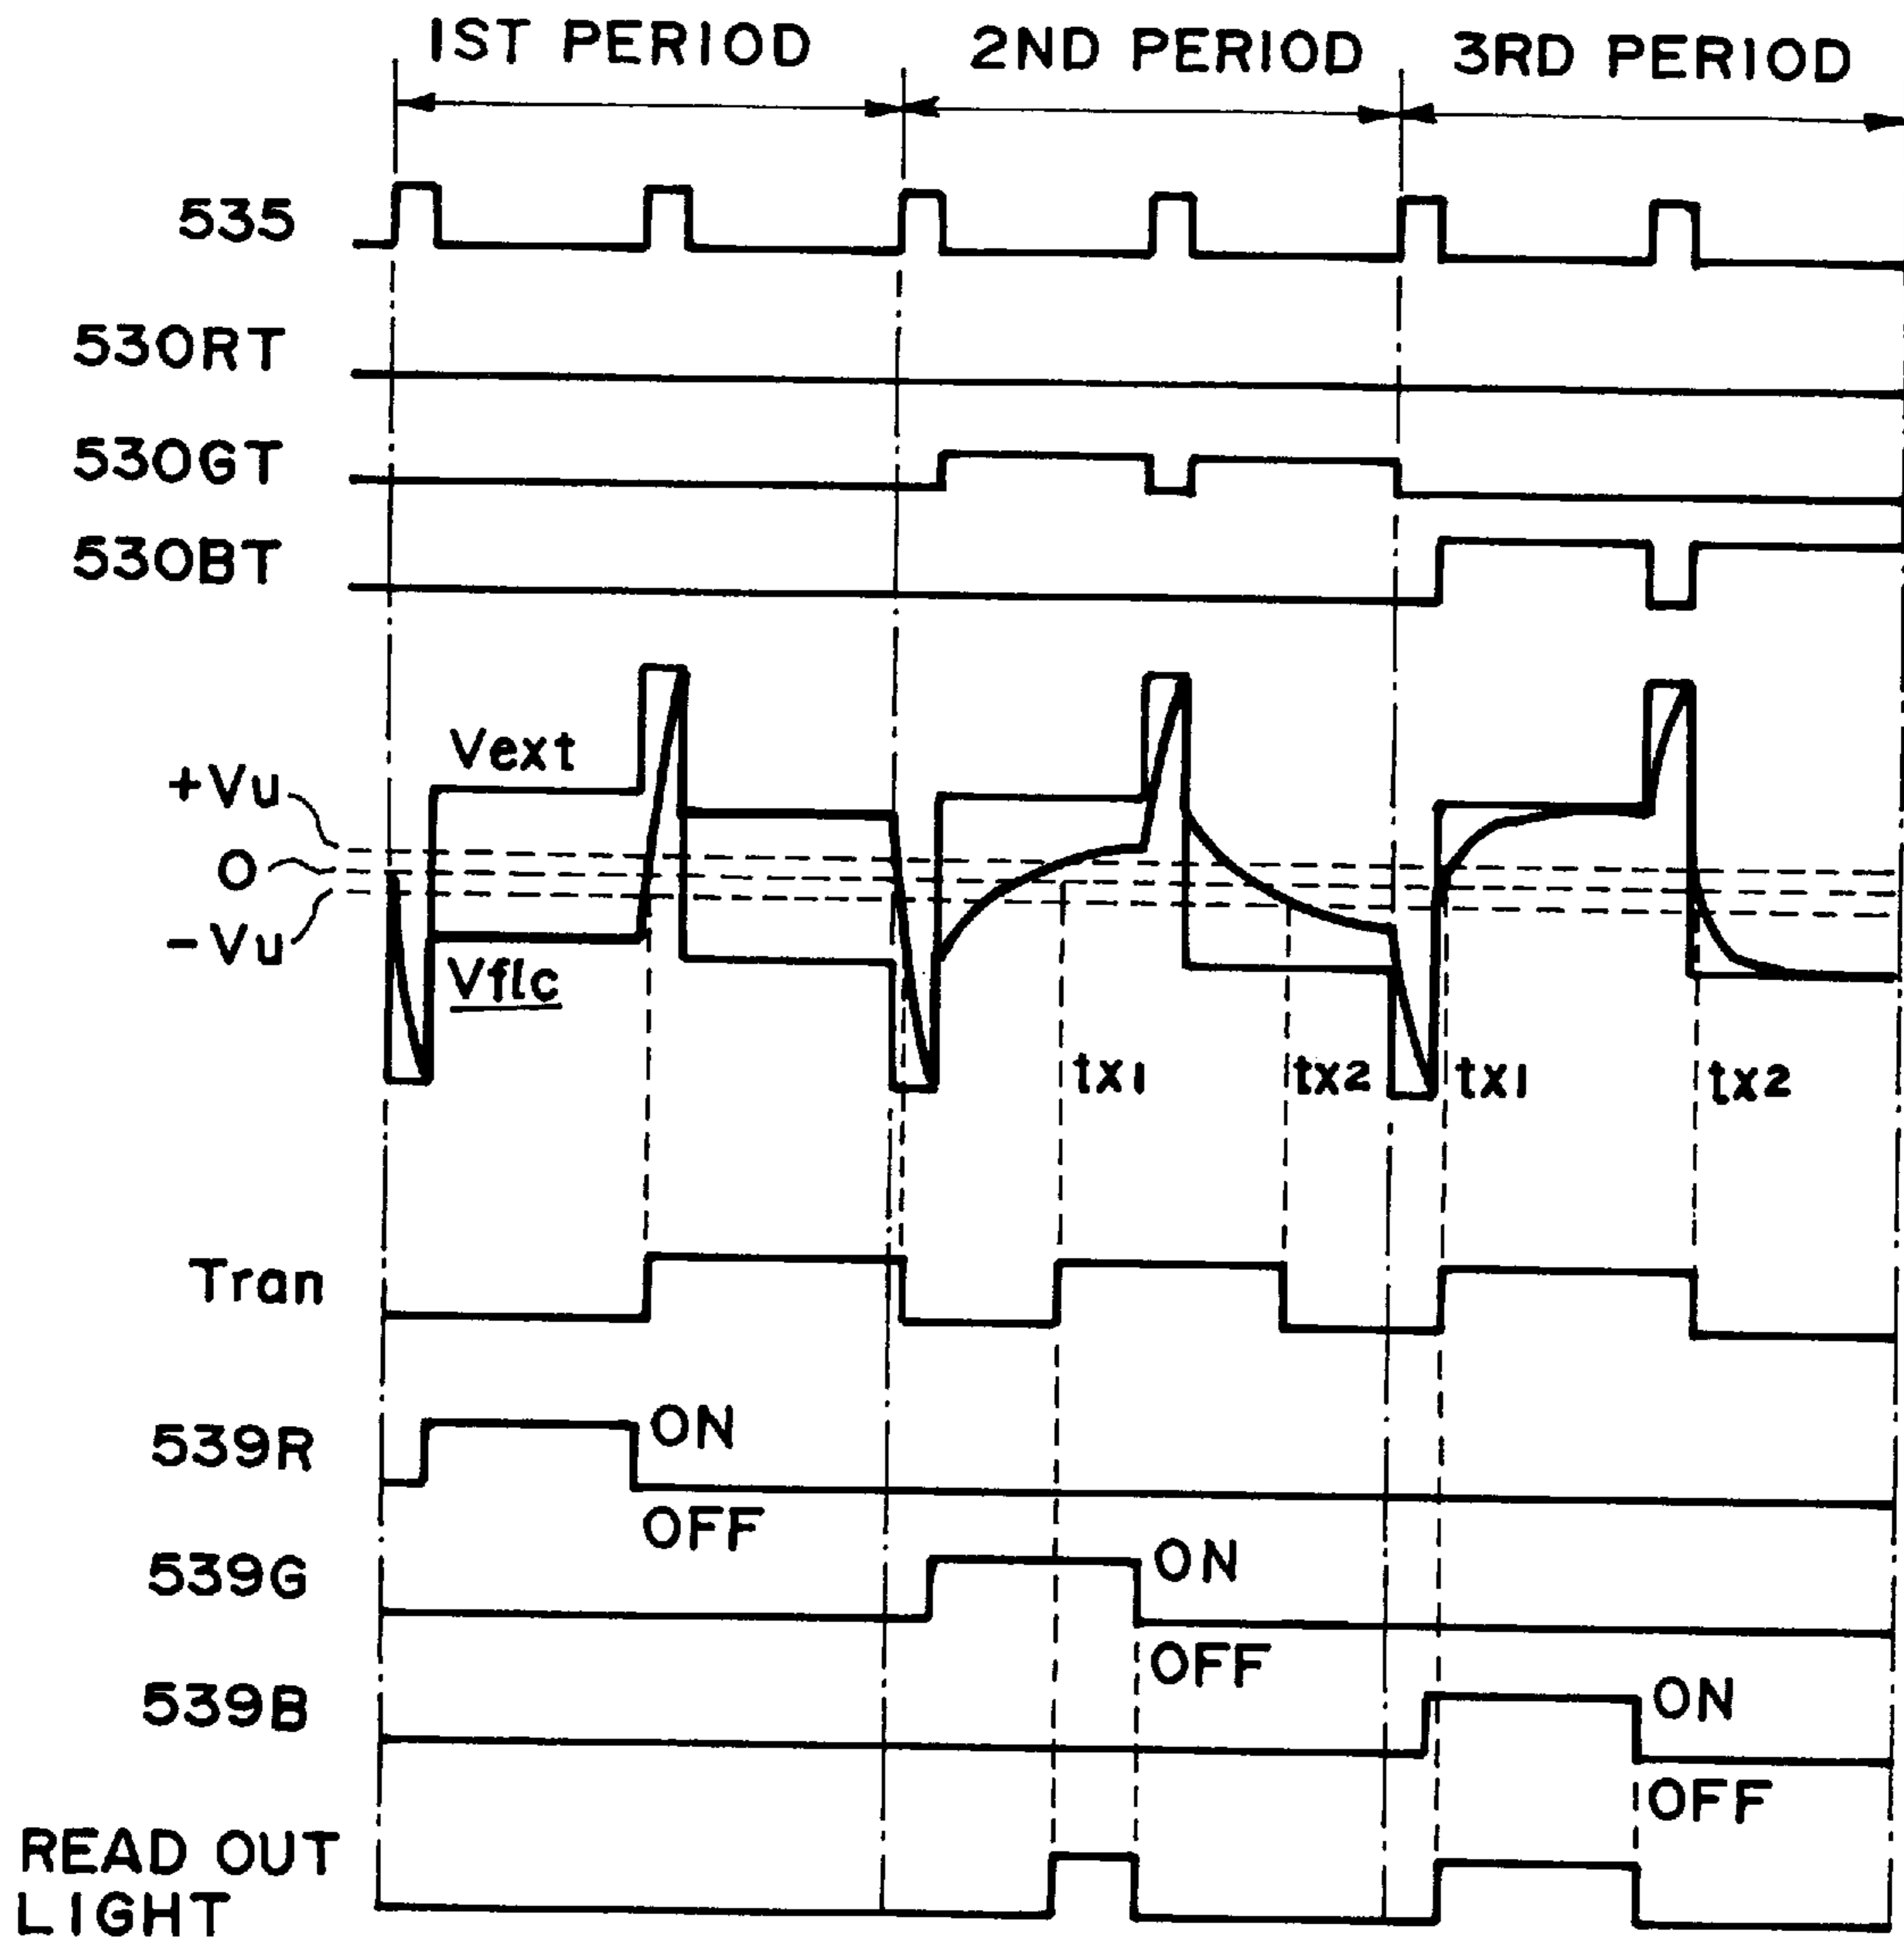 1ST PERIOD 2ND PERIOD 3RD PERIOD
535
530RT
530GT
530BT
Vext
+Vu
0
-Vu
Vflc
tx1 tx2 tx1 tx2
Tran
539R ON
OFF
539G ON
OFF
539B ON
OFF
READ OUT
LIGHT